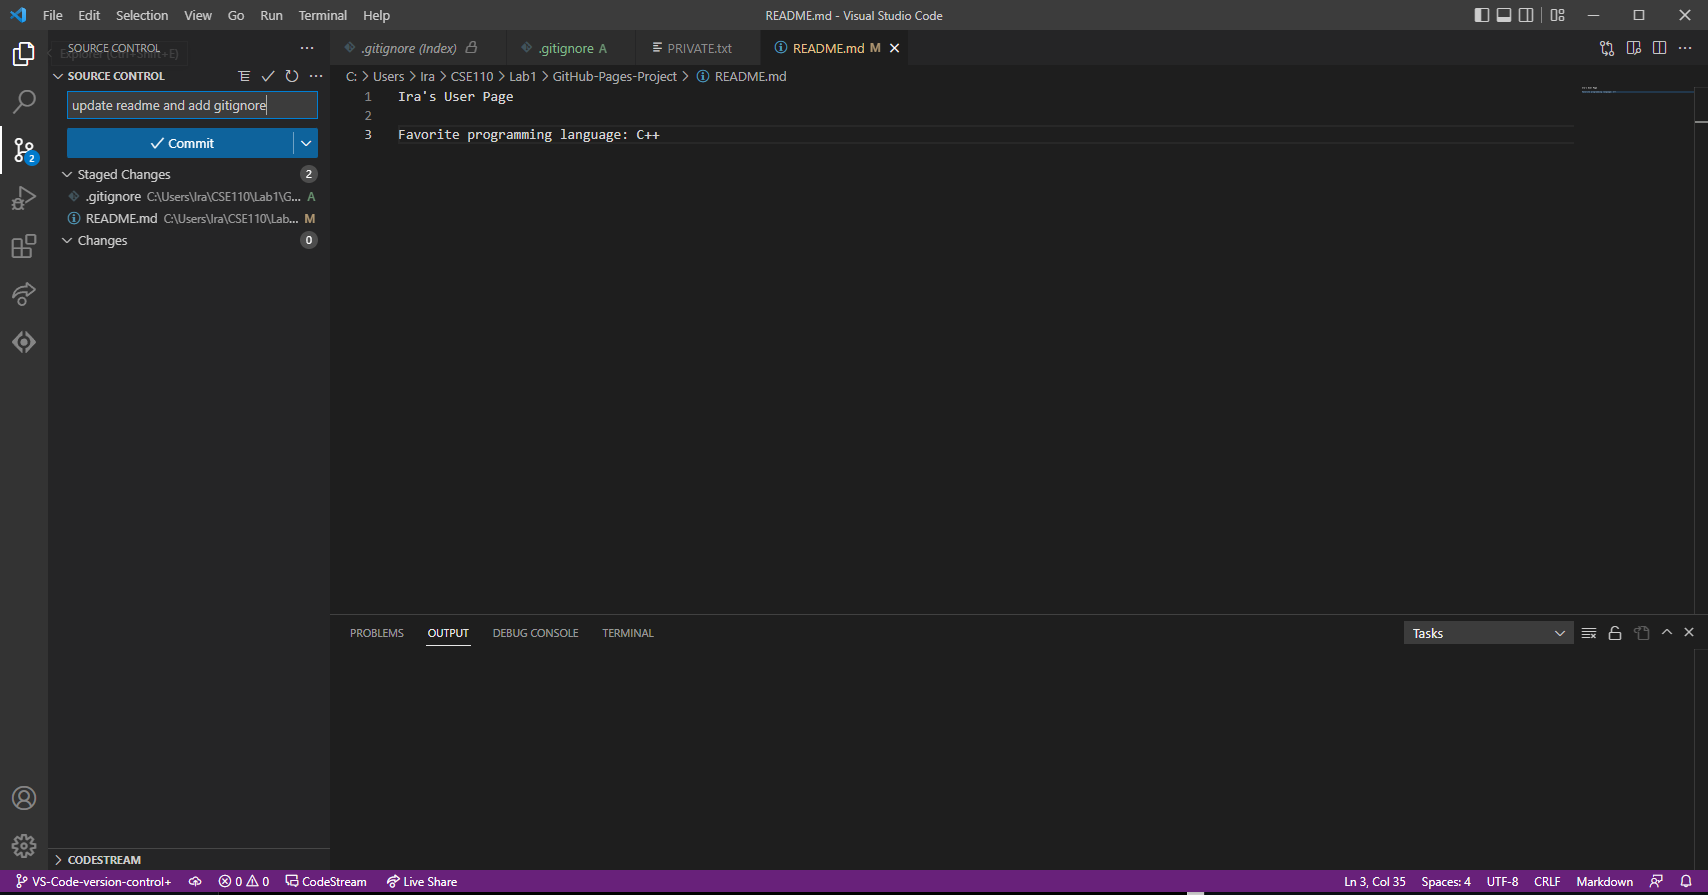 File Edit Selection View Go Run Terminal Help README.md - Visual Studio Code
SOURCE CONTROL
Explorer (Ctrl+Shift+E)
.gitignore (Index) .gitignore A PRIVATE.txt README.md M
SOURCE CONTROL
C: > Users > Ira > CSE110 > Lab1 > GitHub-Pages-Project > README.md
update readme and add gitignore
Commit
Staged Changes 2
.gitignore C:\Users\Ira\CSE110\Lab1\G... A
README.md C:\Users\Ira\CSE110\Lab... M
Changes 0
1 Ira's User Page
2
3 Favorite programming language: C++
PROBLEMS OUTPUT DEBUG CONSOLE TERMINAL Tasks
CODESTREAM
2
VS-Code-version-control+ 0 0 CodeStream Live Share Ln 3, Col 35 Spaces: 4 UTF-8 CRLF Markdown